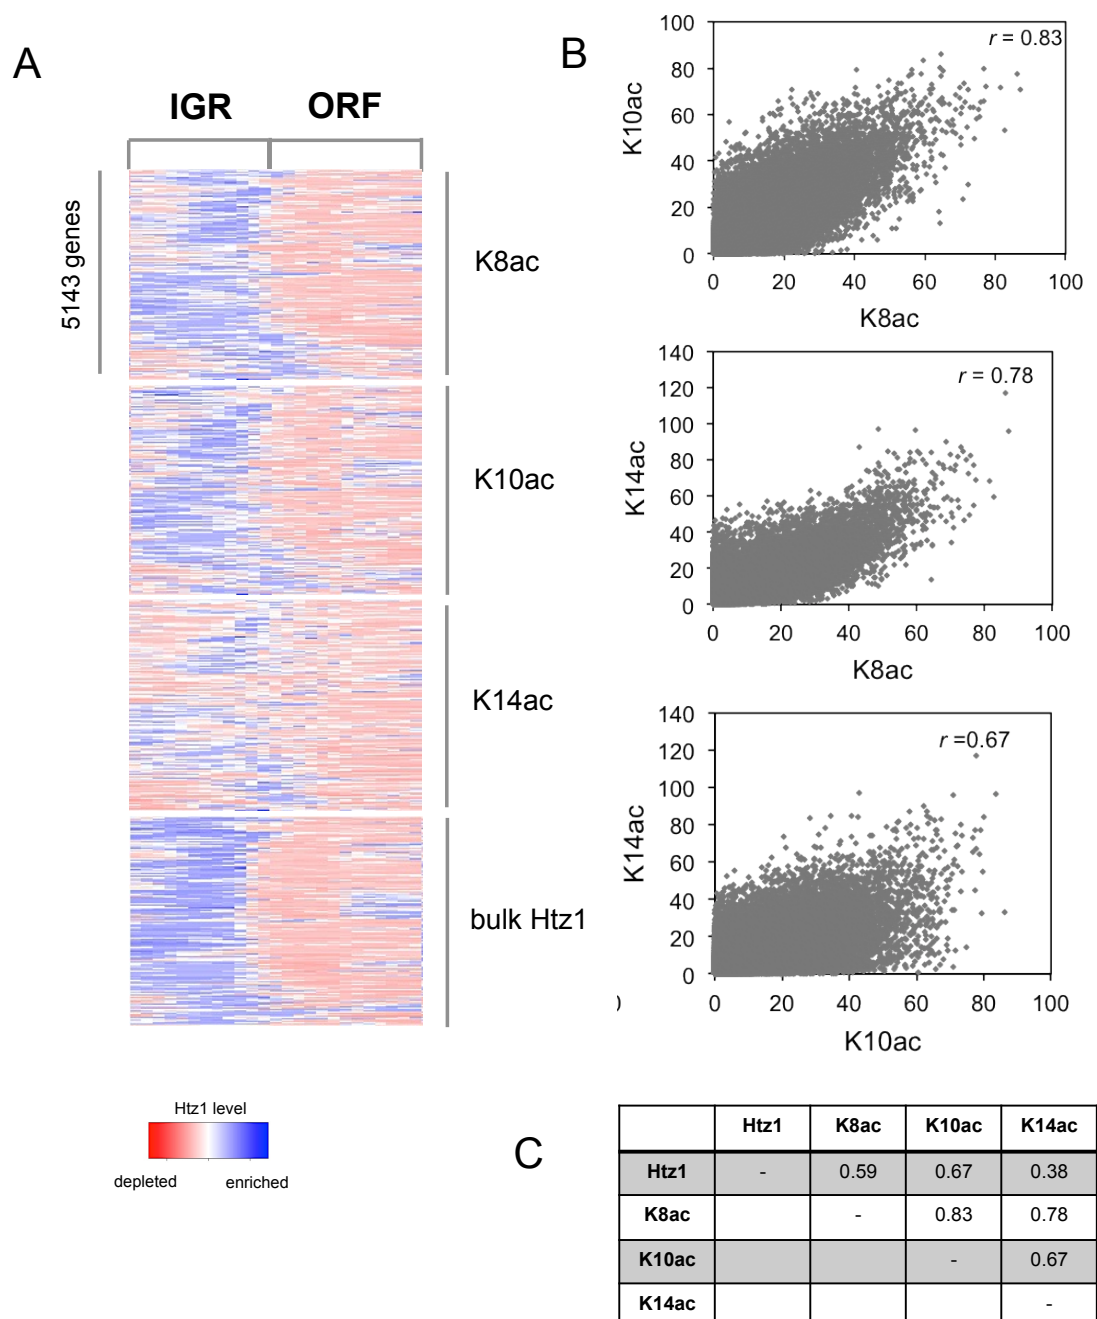 A
IGR
ORF
5143 genes
K8ac
K10ac
K14ac
bulk Htz1
Htz1 level
depleted
enriched
B
r = 0.83
K10ac
100
80
60
40
20
0
0 20 40 60 80 100
K8ac
r = 0.78
K14ac
140
120
100
80
60
40
20
0
0 20 40 60 80 100
K8ac
r =0.67
K14ac
140
120
100
80
60
40
20
0
0 20 40 60 80 100
K10ac
C
Htz1 K8ac K10ac K14ac
Htz1 - 0.59 0.67 0.38
K8ac - 0.83 0.78
K10ac - 0.67
K14ac -